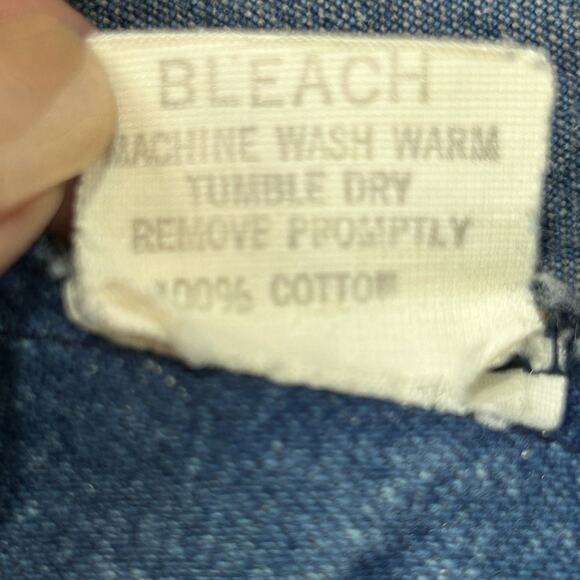 BLEACH
MACHINE WASH WARM
TUMBLE DRY
REMOVE PROMPTLY
100% COTTON